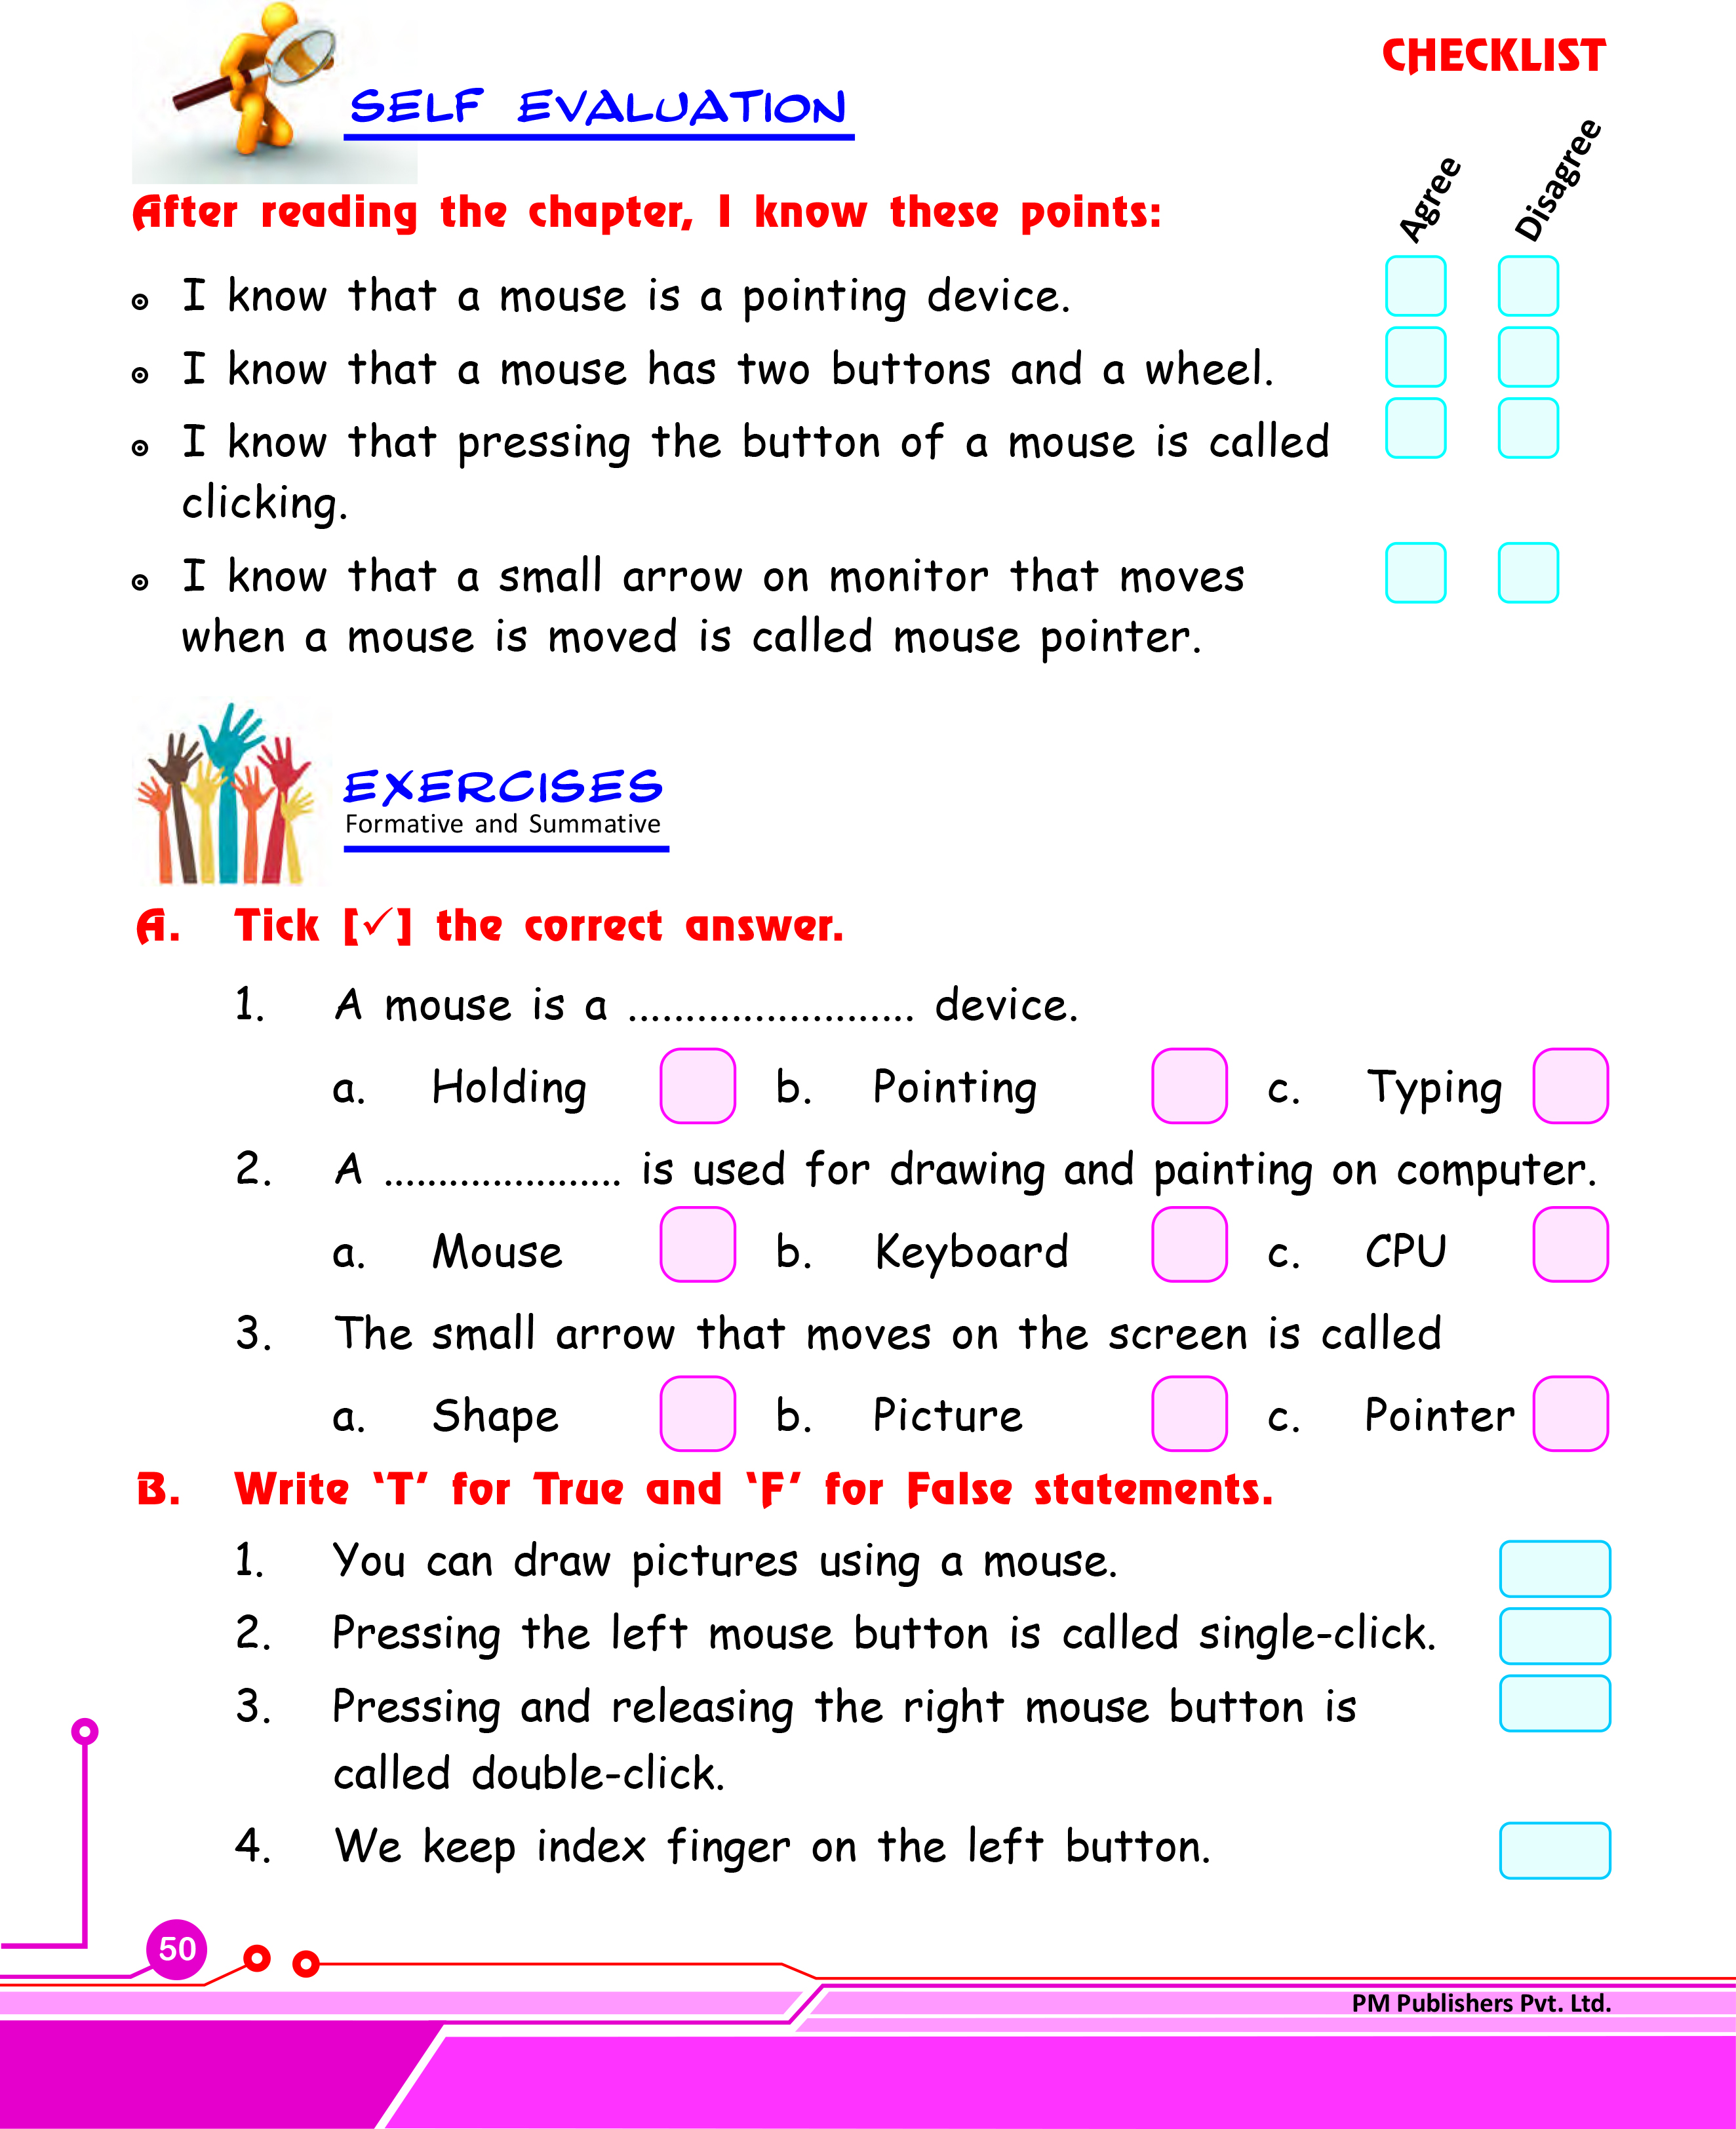 CHECKLIST
SELF EVALUATION
Agree
Disagree
After reading the chapter, I know these points:
I know that a mouse is a pointing device.
I know that a mouse has two buttons and a wheel.
I know that pressing the button of a mouse is called
clicking.
I know that a small arrow on monitor that moves
when a mouse is moved is called mouse pointer.
EXERCISES
Formative and Summative
A. Tick [✓] the correct answer.
1. A mouse is a ......................... device.
a. Holding b. Pointing c. Typing
2. A ...................... is used for drawing and painting on computer.
a. Mouse b. Keyboard c. CPU
3. The small arrow that moves on the screen is called
a. Shape b. Picture c. Pointer
B. Write ‘T’ for True and ‘F’ for False statements.
1. You can draw pictures using a mouse.
2. Pressing the left mouse button is called single-click.
3. Pressing and releasing the right mouse button is
called double-click.
4. We keep index finger on the left button.
50
PM Publishers Pvt. Ltd.